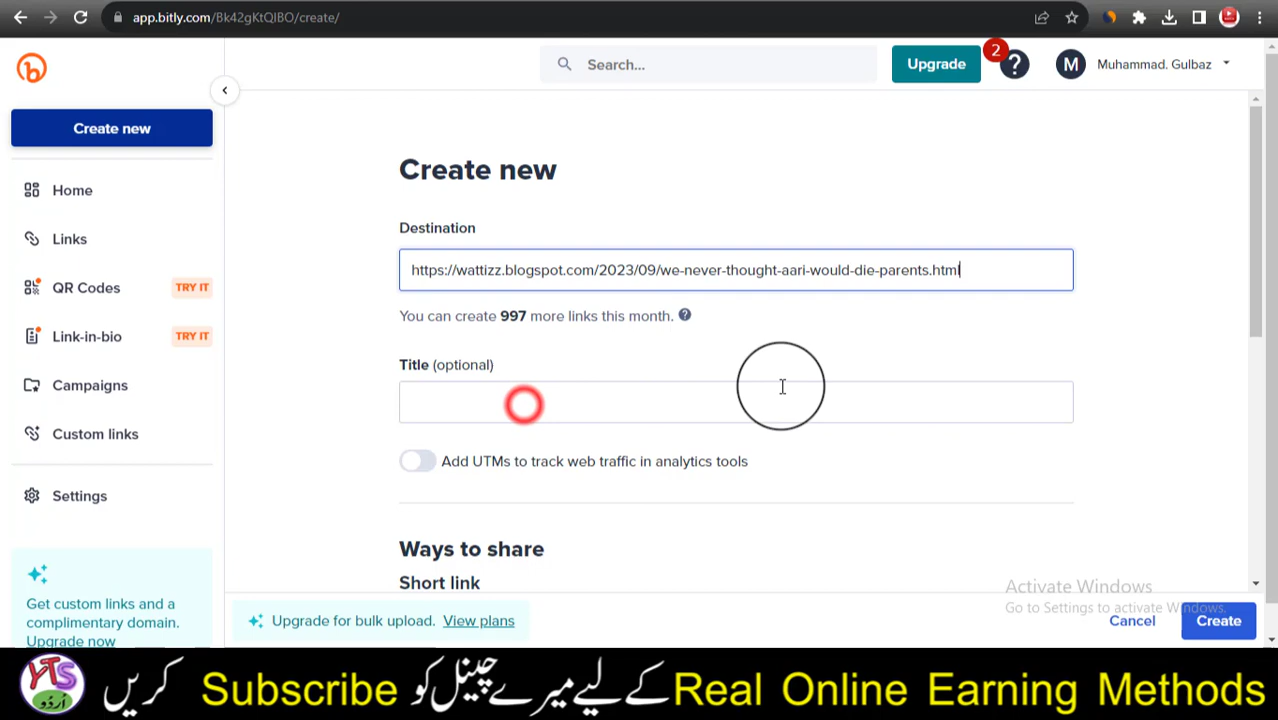 app.bitly.com/Bk42gKtQlBO/create/
Search...
Upgrade
2
?
M
Muhammad. Gulbaz
Create new
Home
Links
QR Codes
TRY IT
Link-in-bio
TRY IT
Campaigns
Custom links
Settings
Get custom links and a
complimentary domain.
Upgrade now
Create new
Destination
https://wattizz.blogspot.com/2023/09/we-never-thought-aari-would-die-parents.html
You can create 997 more links this month.
Title (optional)
Add UTMs to track web traffic in analytics tools
Ways to share
Short link
Activate Windows
Go to Settings to activate Windows.
Upgrade for bulk upload. View plans
Cancel
Create
YTS
اردو
Real Online Earning Methods کے لیے میرے چینل کو Subscribe کریں